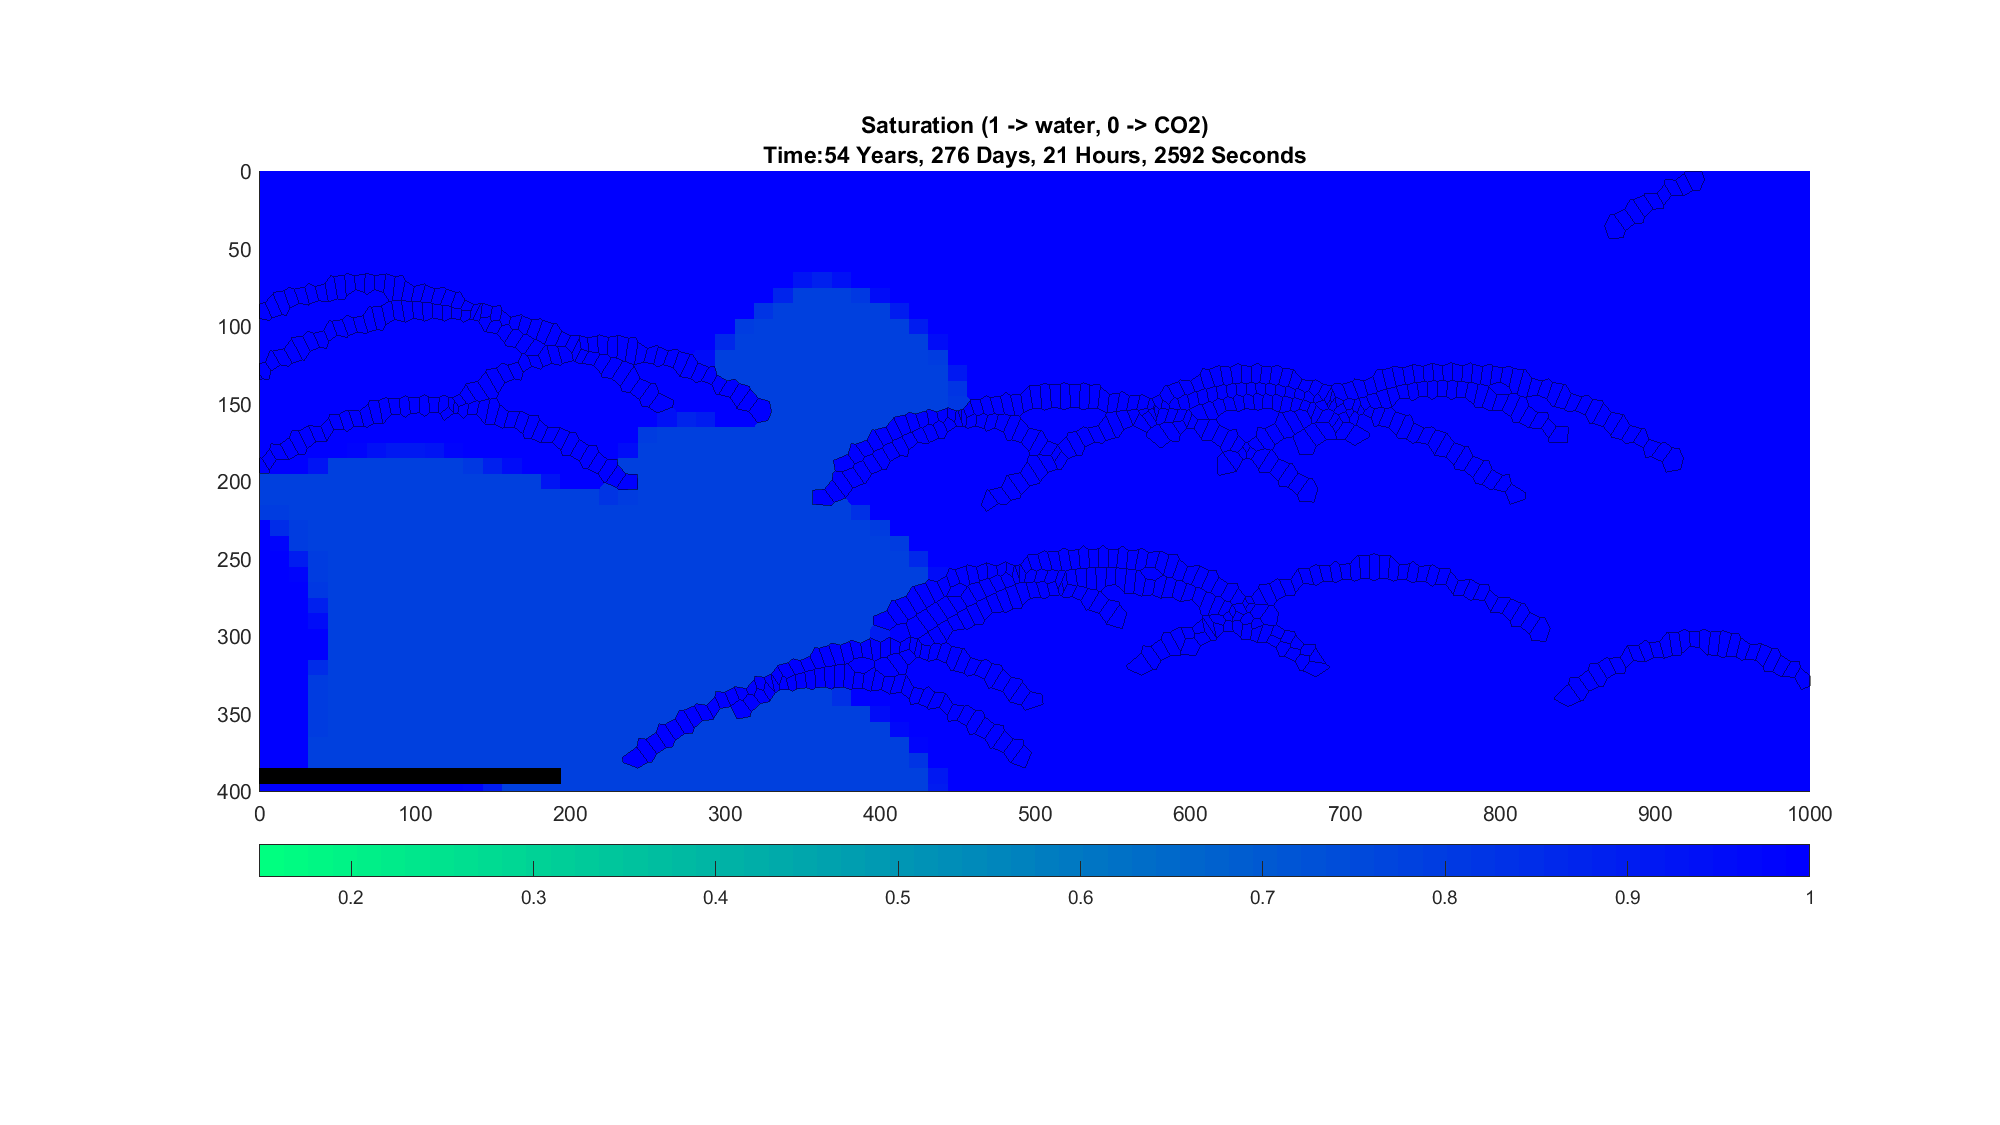 Saturation (1 -> water, 0 -> CO2)
Time:54 Years, 276 Days, 21 Hours, 2592 Seconds
0
50
100
150
200
250
300
350
400
0 100 200 300 400 500 600 700 800 900 1000
0.2 0.3 0.4 0.5 0.6 0.7 0.8 0.9 1